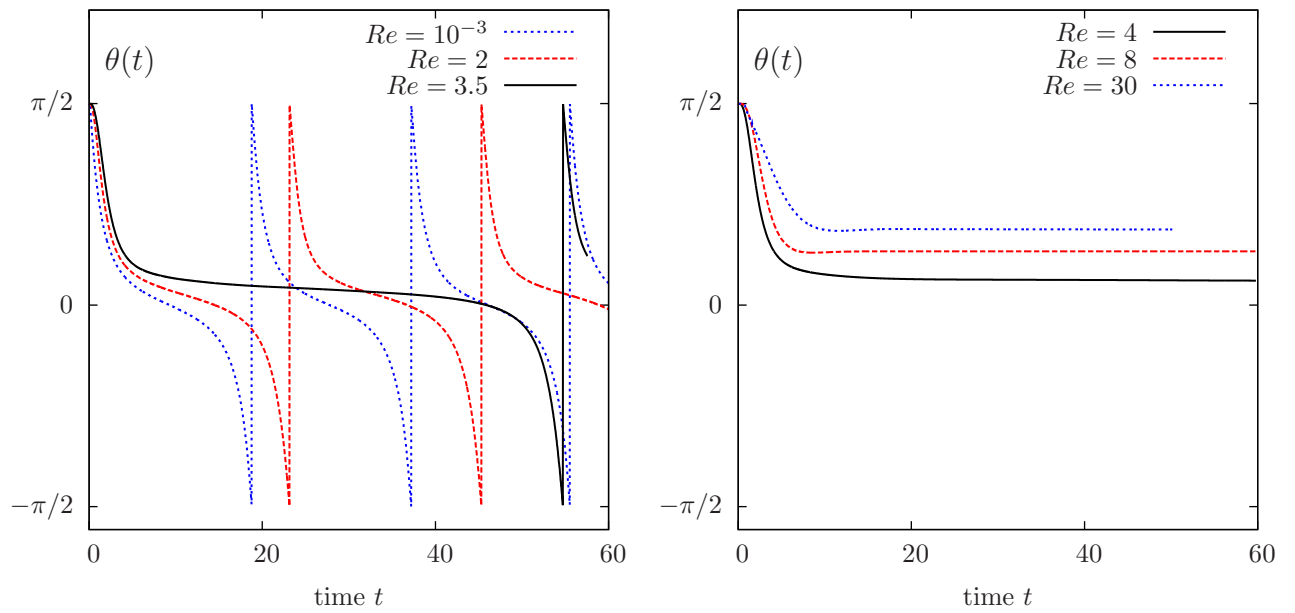 θ(t)
Re = 10⁻³
Re = 2
Re = 3.5
π/2
0
−π/2
0 20 40 60
time t
θ(t)
Re = 4
Re = 8
Re = 30
π/2
0
−π/2
0 20 40 60
time t